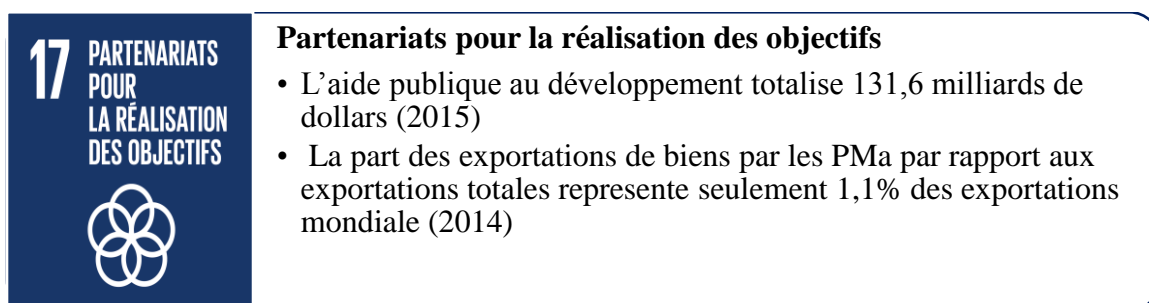 17 PARTENARIATS
POUR
LA RÉALISATION
DES OBJECTIFS
Partenariats pour la réalisation des objectifs
• L’aide publique au développement totalise 131,6 milliards de
dollars (2015)
• La part des exportations de biens par les PMa par rapport aux
exportations totales represente seulement 1,1% des exportations
mondiale (2014)